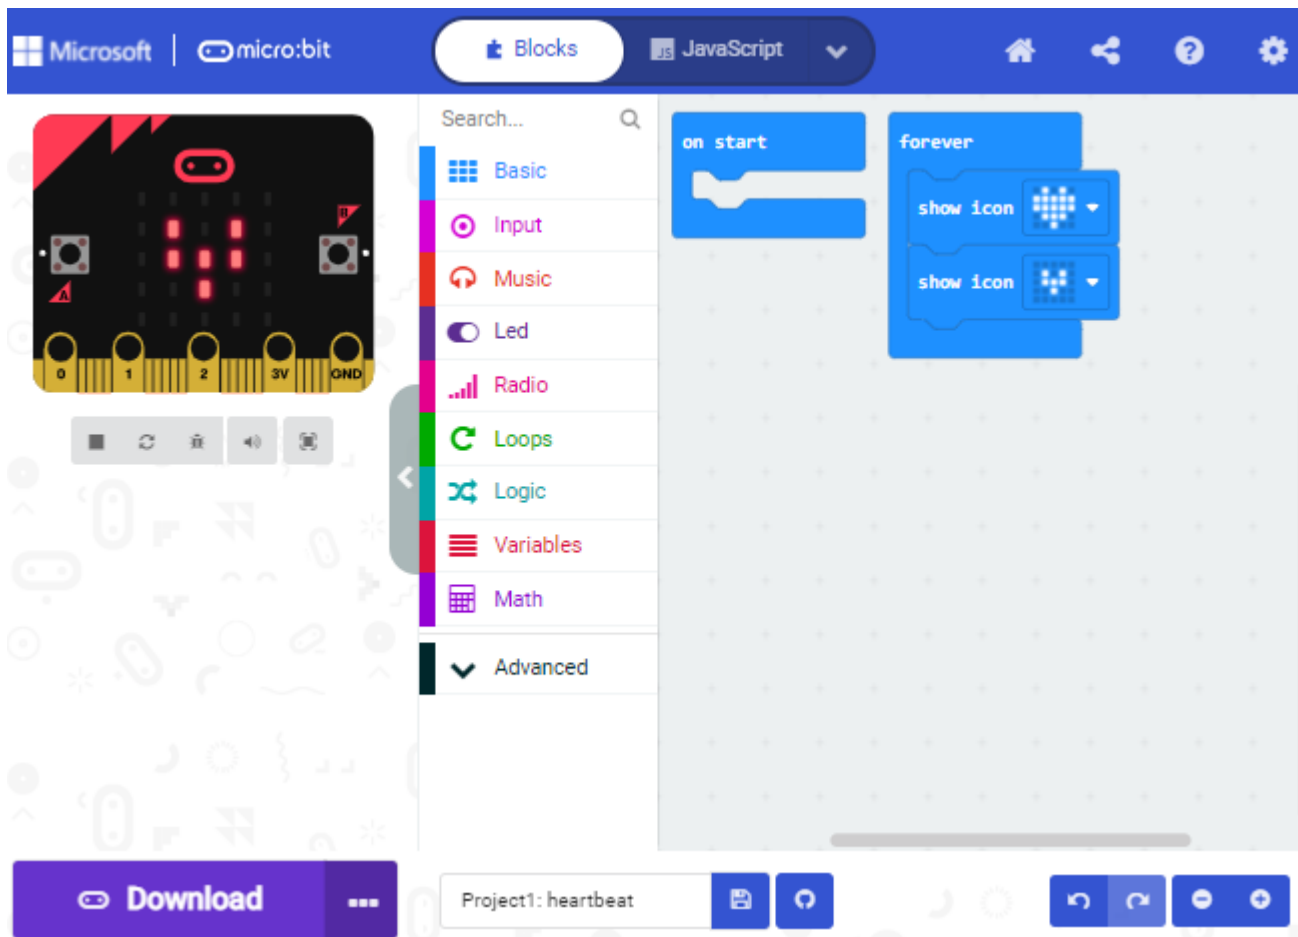 Microsoft micro:bit Blocks JS JavaScript
Search...
Basic
Input
Music
Led
Radio
Loops
Logic
Variables
Math
Advanced
on start
forever
show icon
show icon
B
A
0 1 2 3V GND
Download
Project1: heartbeat